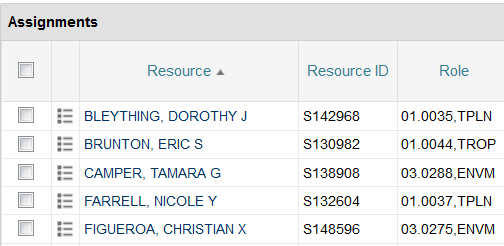 Assignments
Resource Resource ID Role
BLEYTHING, DOROTHY J S142968 01.0035,TPLN
BRUNTON, ERIC S S130982 01.0044,TROP
CAMPER, TAMARA G S138908 03.0288,ENVM
FARRELL, NICOLE Y S132604 01.0037,TPLN
FIGUEROA, CHRISTIAN X S148596 03.0275,ENVM